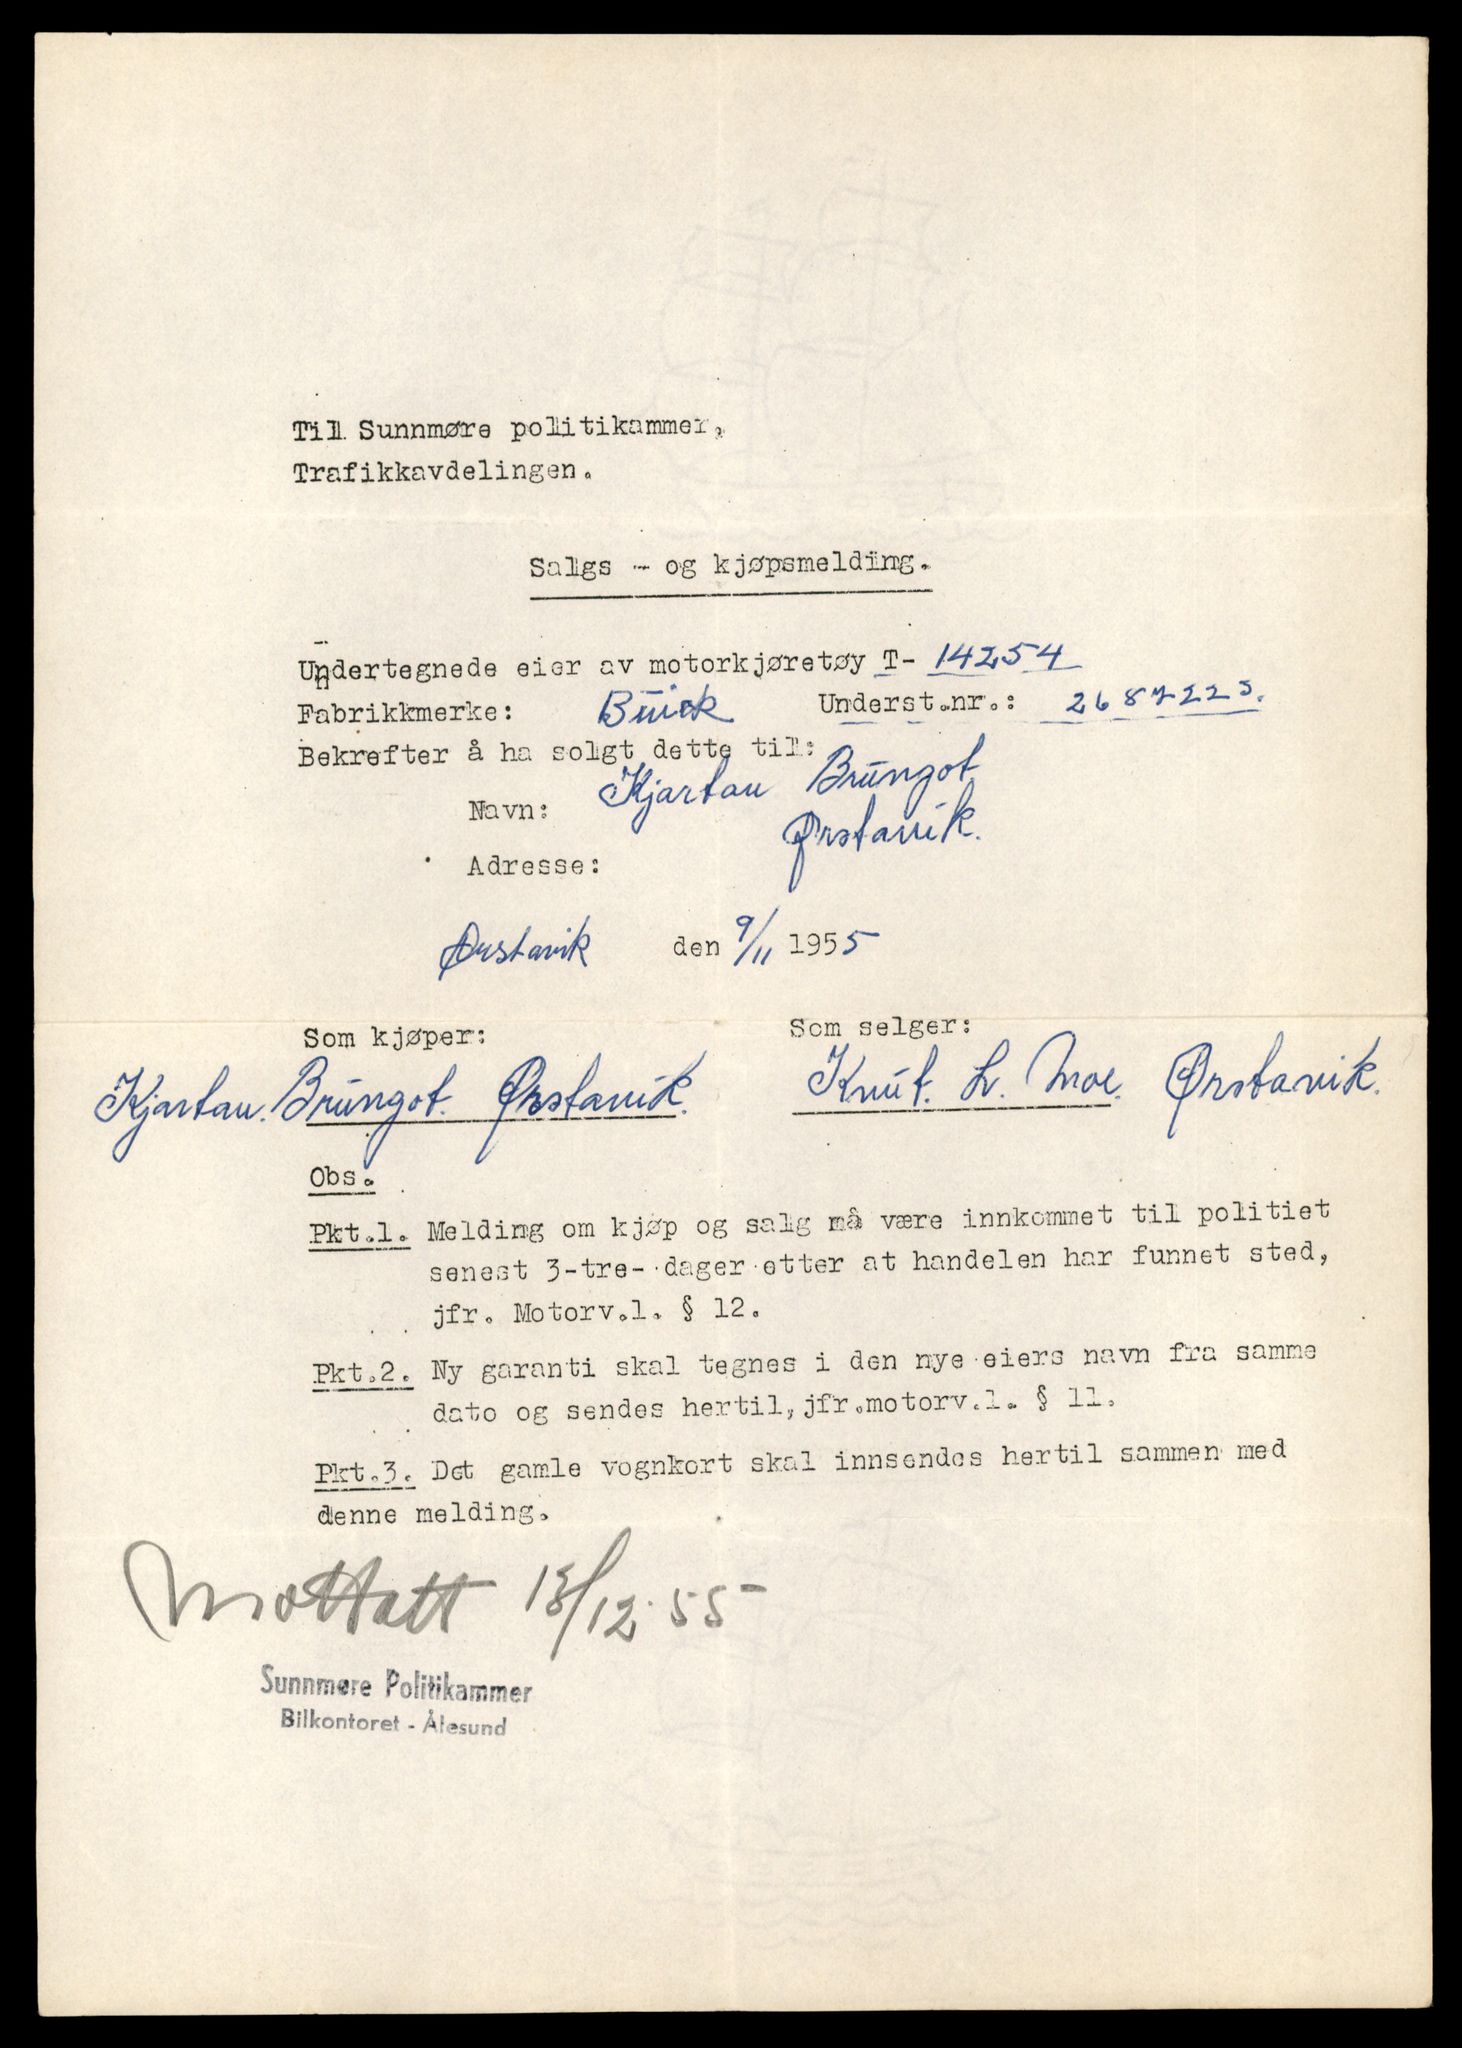 Til Sunnmøre politikammer,
Trafikkavdelingen.
Salgs - og kjøpsmelding.
Undertegnede eier av motorkjøretøy T- 14254
Fabrikkmerke: Buick Underst.nr.: 2687223.
Bekrefter å ha solgt dette til:
Navn: Kjartan Brungot
Adresse: Ørstavik.
Ørstavik den 9/11 1955
Som kjøper: Som selger:
Kjartan. Brungot. Ørstavik. Knut. L. Moe. Ørstavik.
Obs.
Pkt.1. Melding om kjøp og salg må være innkommet til politiet
senest 3-tre- dager etter at handelen har funnet sted,
jfr. Motorv.l. § 12.
Pkt.2. Ny garanti skal tegnes i den nye eiers navn fra samme
dato og sendes hertil, jfr.motorv.l. § 11.
Pkt.3. Det gamle vognkort skal innsendes hertil sammen med
denne melding.
Mottatt /12.55
Sunnmøre Politikammer
Bilkontoret - Ålesund